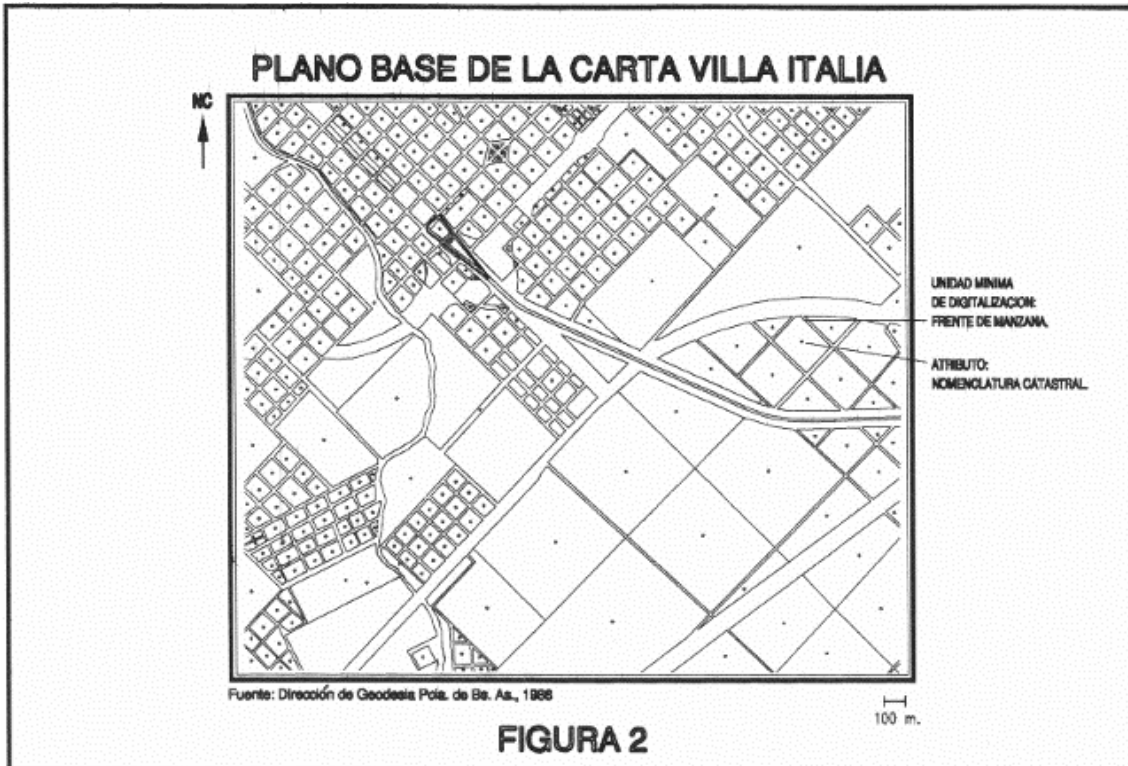 PLANO BASE DE LA CARTA VILLA ITALIA
NC
UNIDAD MINIMA
DE DIGITALIZACION:
FRENTE DE MANZANA.
ATRIBUTO:
NOMENCLATURA CATASTRAL.
Fuente: Dirección de Geodesia Pcia. de Bs. As., 1986
100 m.
FIGURA 2